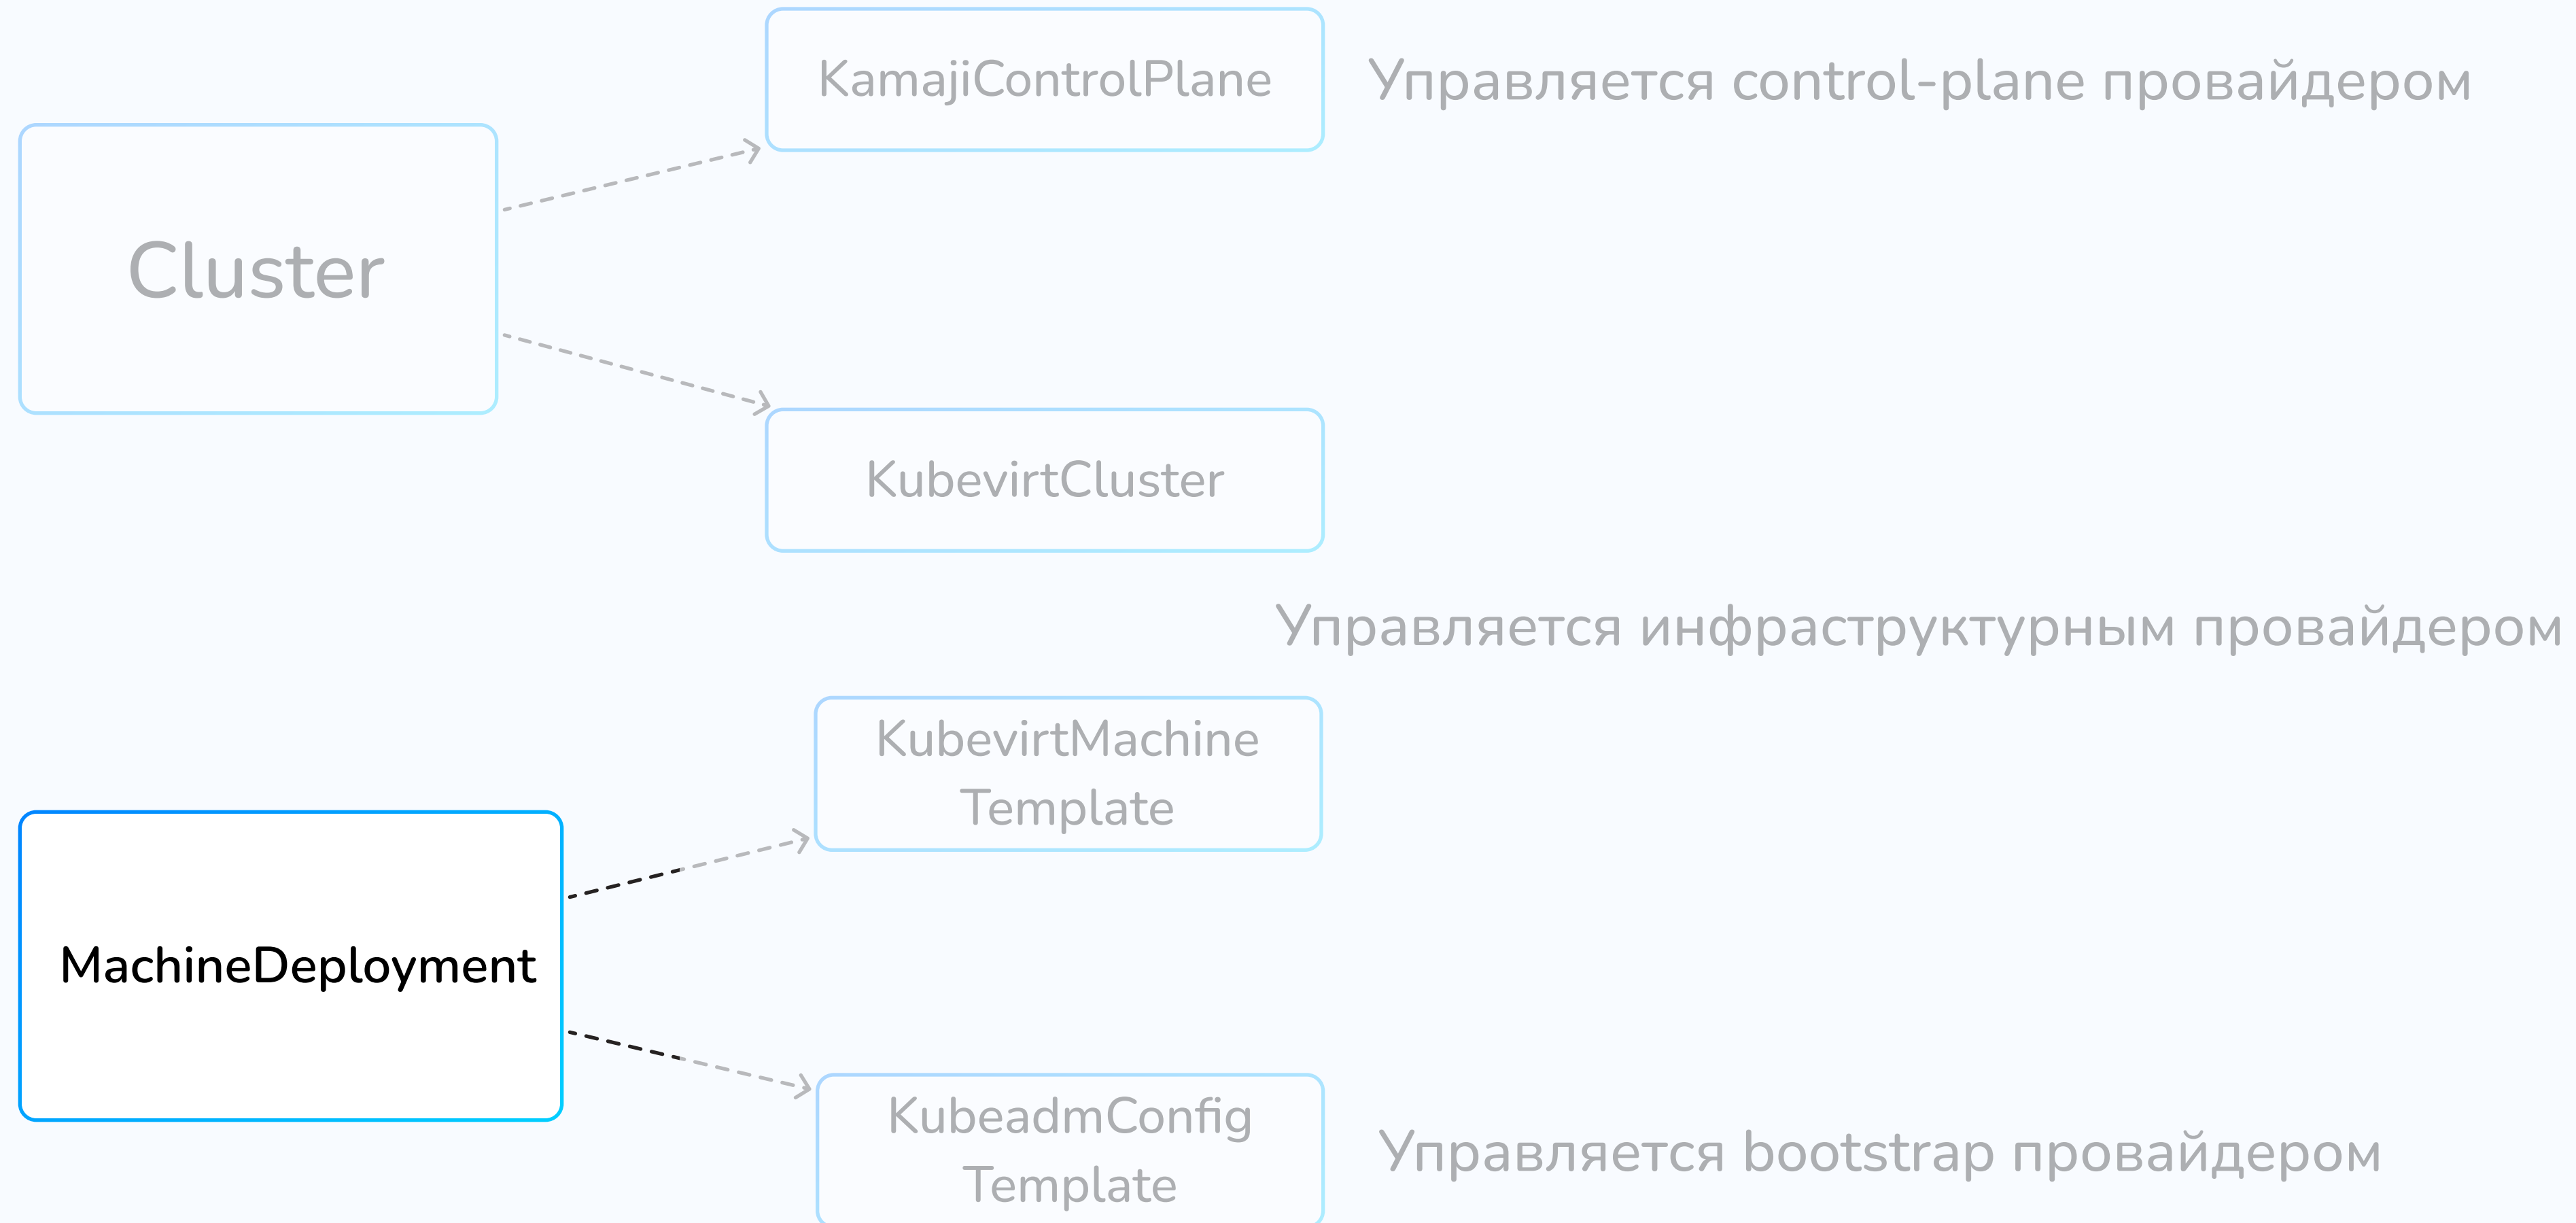 KamajiControlPlane
Управляется control-plane провайдером
Cluster
KubevirtCluster
Управляется инфраструктурным провайдером
KubevirtMachine
Template
MachineDeployment
KubeadmConfig
Template
Управляется bootstrap провайдером